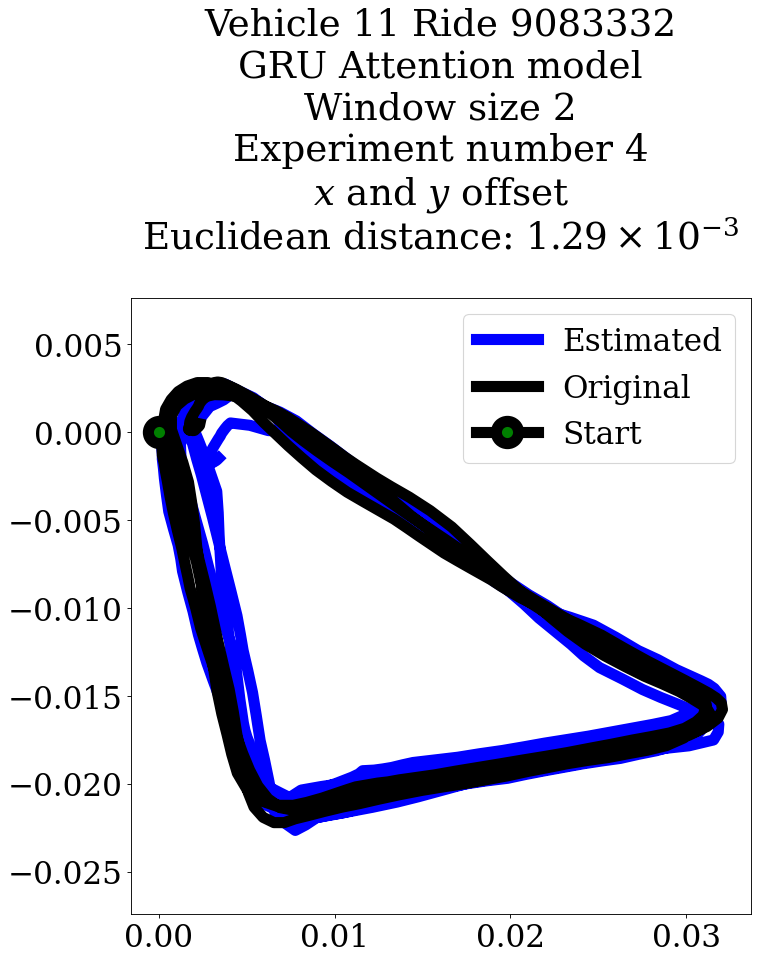 Vehicle 11 Ride 9083332
GRU Attention model
Window size 2
Experiment number 4
x and y offset
Euclidean distance: 1.29 × 10⁻³
Estimated
Original
Start
0.005
0.000
−0.005
−0.010
−0.015
−0.020
−0.025
0.00 0.01 0.02 0.03